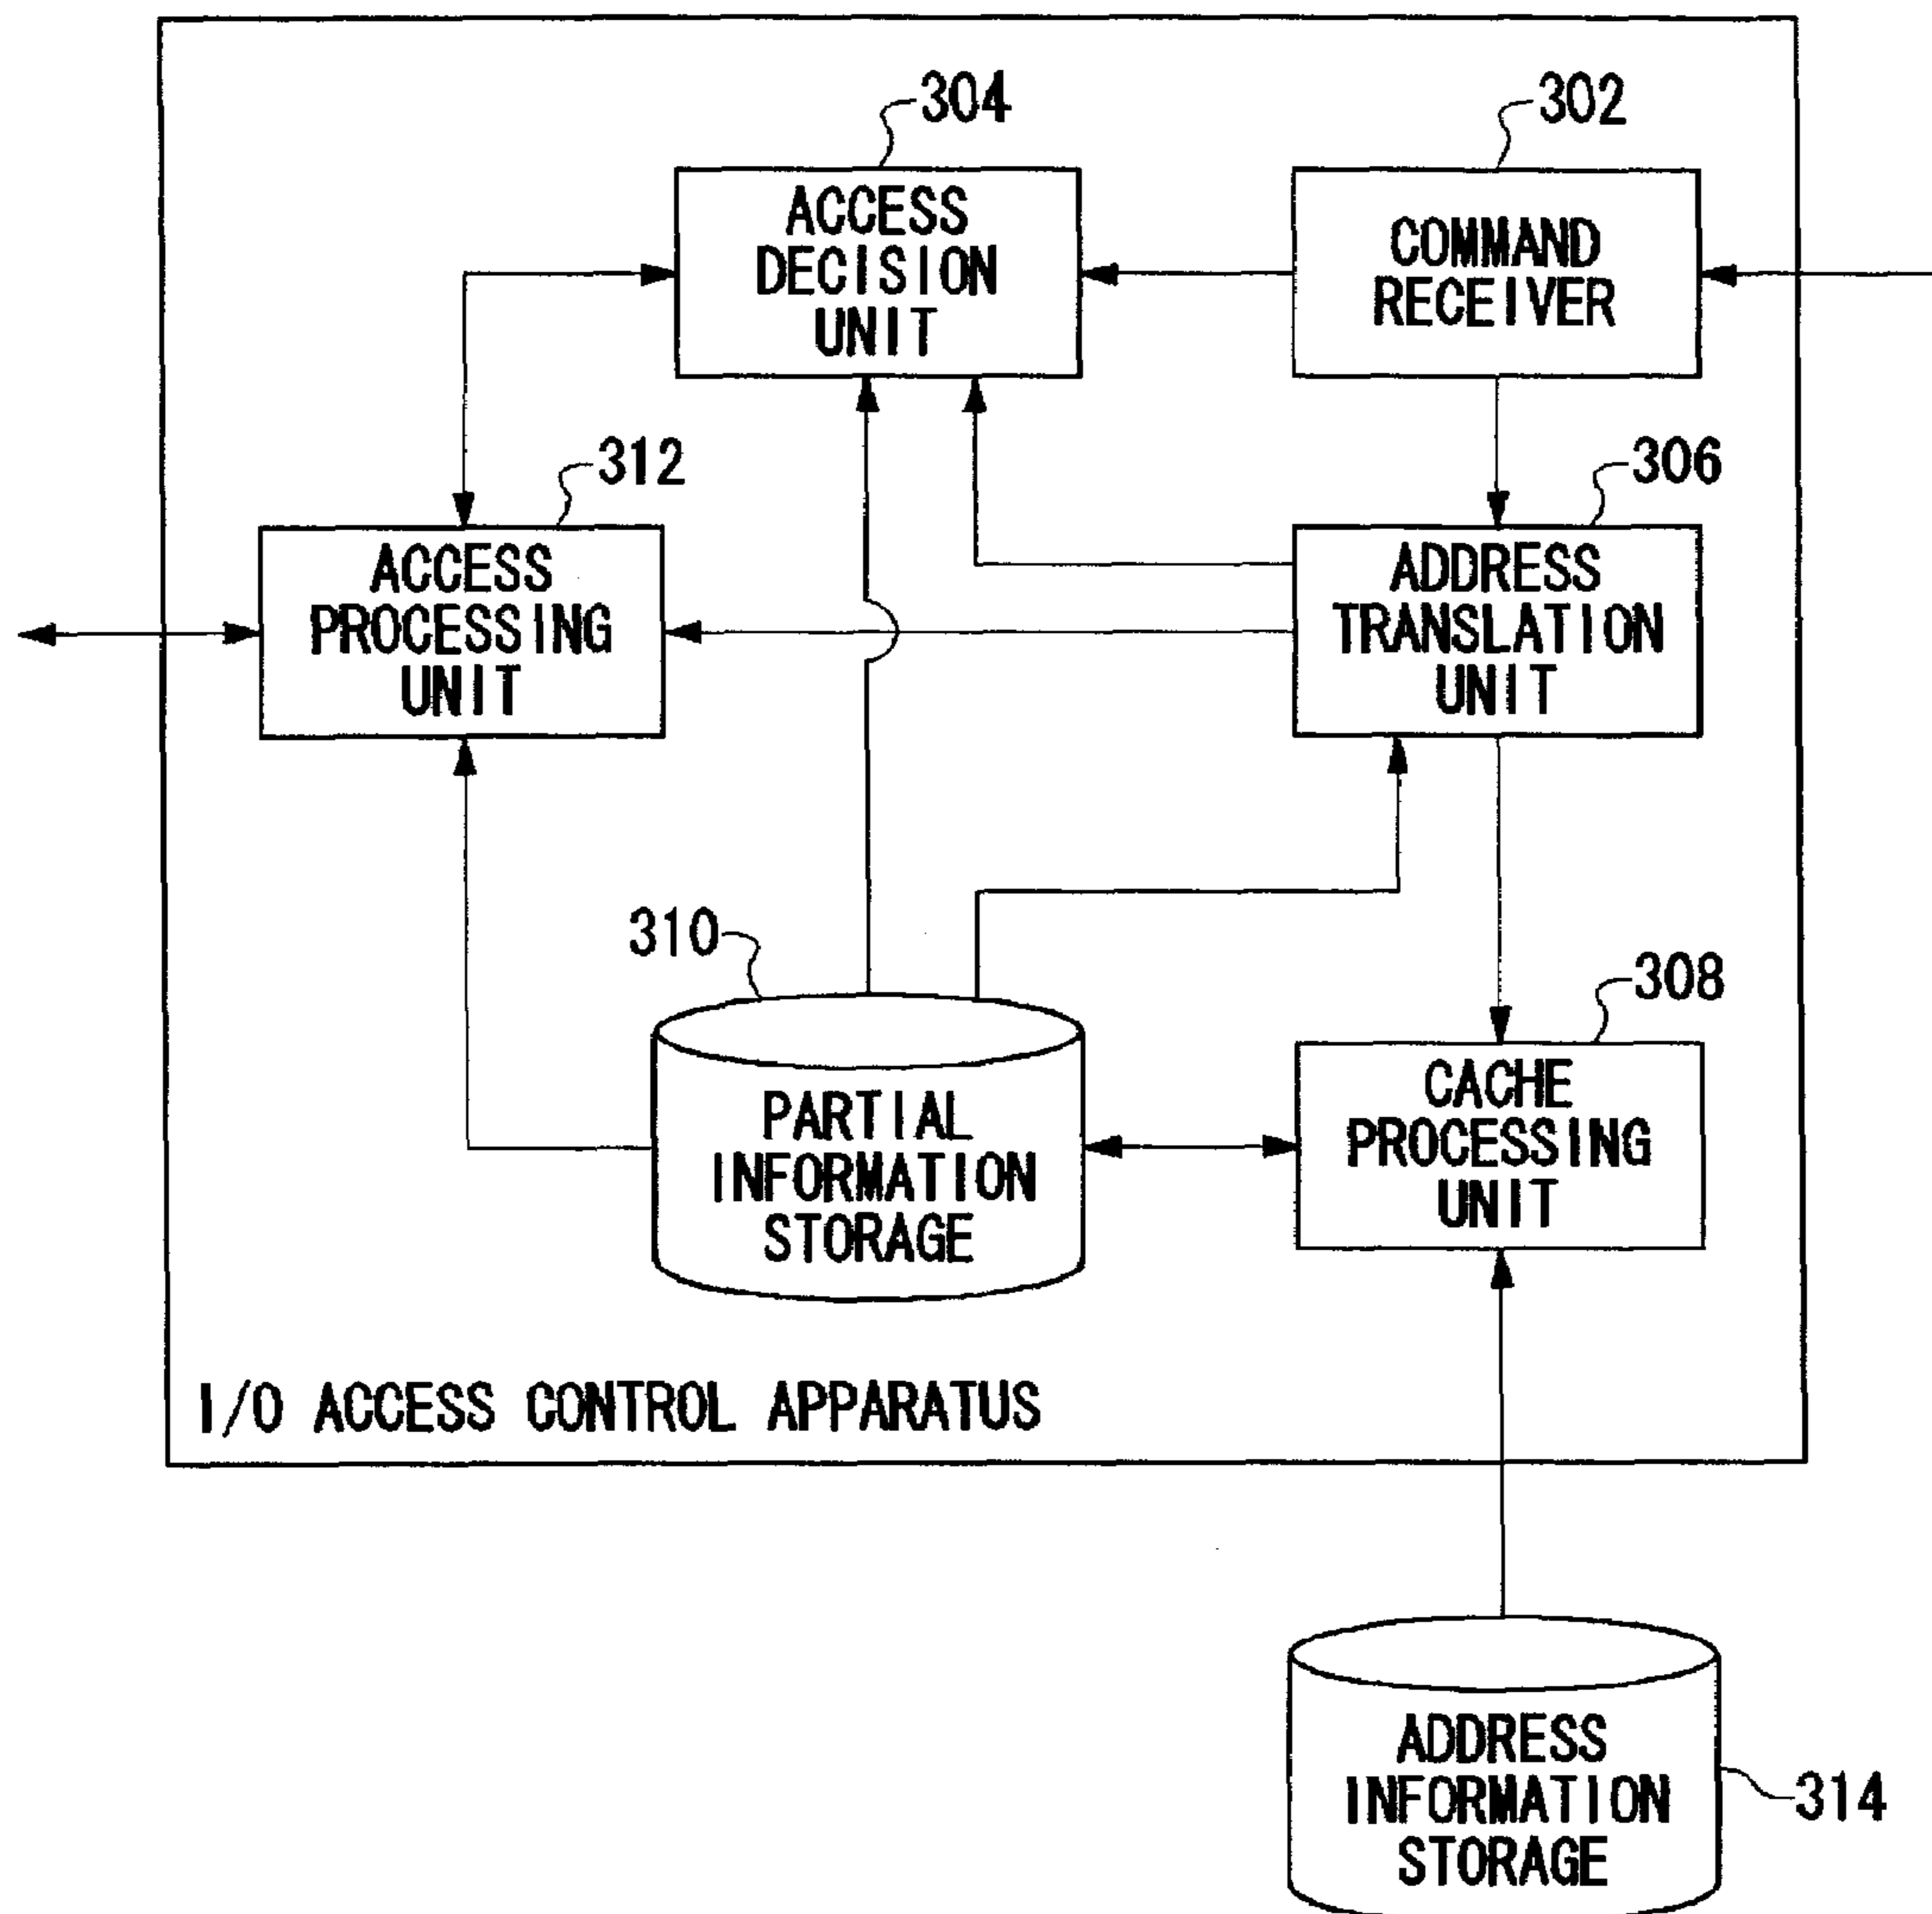 304
302
ACCESS
DECISION
UNIT
COMMAND
RECEIVER
312
306
ACCESS
PROCESSING
UNIT
ADDRESS
TRANSLATION
UNIT
310
308
PARTIAL
INFORMATION
STORAGE
CACHE
PROCESSING
UNIT
I/O ACCESS CONTROL APPARATUS
ADDRESS
INFORMATION
STORAGE
314